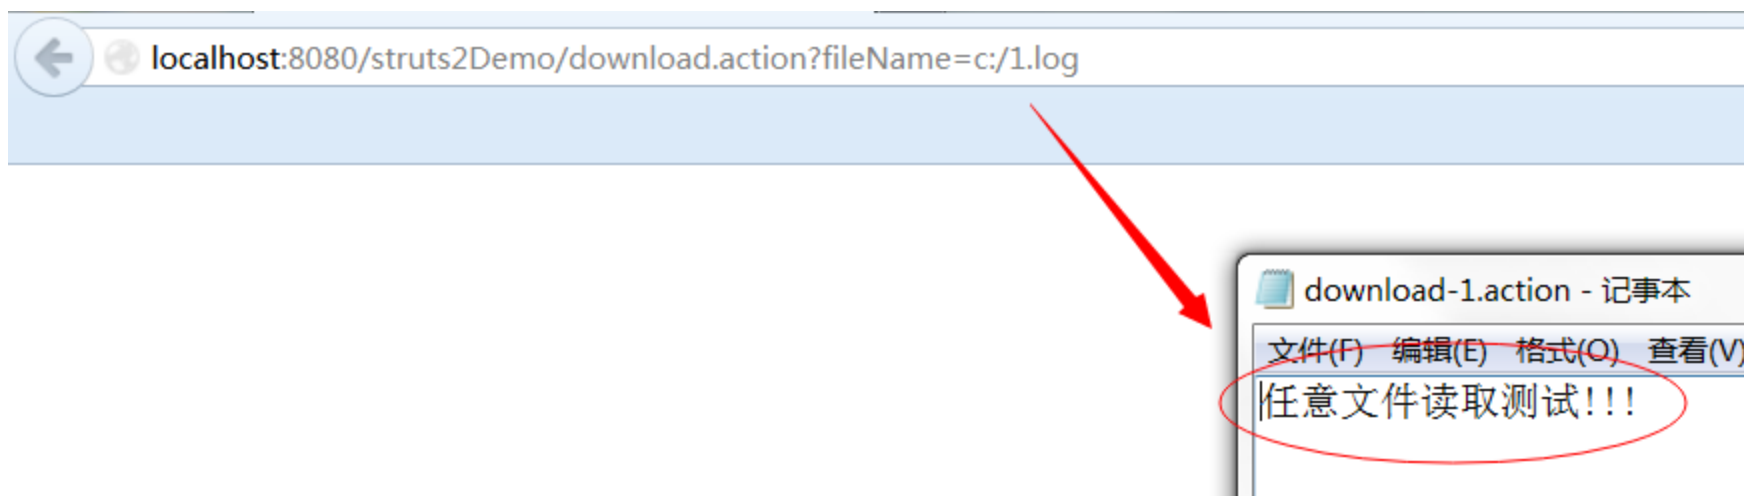 localhost:8080/struts2Demo/download.action?fileName=c:/1.log
download-1.action - 记事本
文件(F) 编辑(E) 格式(O) 查看(V)
任意文件读取测试!!!